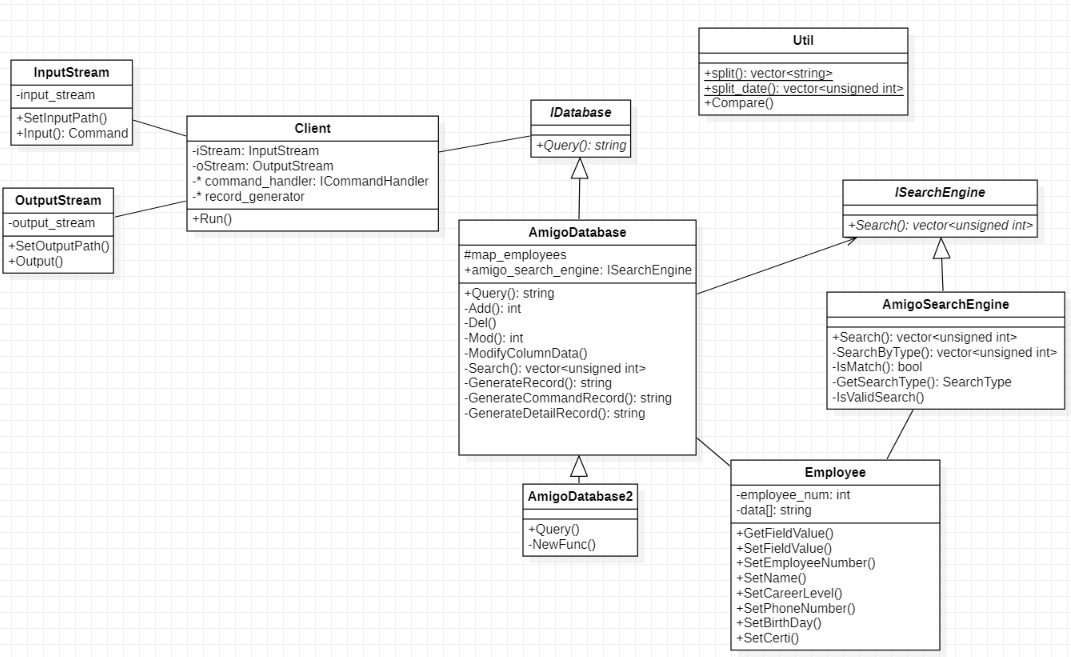 InputStream
-input_stream
+SetInputPath()
+Input(): Command
OutputStream
-output_stream
+SetOutputPath()
+Output()
Client
-iStream: InputStream
-oStream: OutputStream
-* command_handler: ICommandHandler
-* record_generator
+Run()
IDatabase
+Query(): string
AmigoDatabase
#map_employees
+amigo_search_engine: ISearchEngine
+Query(): string
-Add(): int
-Del()
-Mod(): int
-ModifyColumnData()
-Search(): vector<unsigned int>
-GenerateRecord(): string
-GenerateCommandRecord(): string
-GenerateDetailRecord(): string
AmigoDatabase2
+Query()
-NewFunc()
Util
+split(): vector<string>
+split_date(): vector<unsigned int>
+Compare()
ISearchEngine
+Search(): vector<unsigned int>
AmigoSearchEngine
+Search(): vector<unsigned int>
-SearchByType(): vector<unsigned int>
-IsMatch(): bool
-GetSearchType(): SearchType
-IsValidSearch()
Employee
-employee_num: int
-data[]: string
+GetFieldValue()
+SetFieldValue()
+SetEmployeeNumber()
+SetName()
+SetCareerLevel()
+SetPhoneNumber()
+SetBirthDay()
+SetCerti()